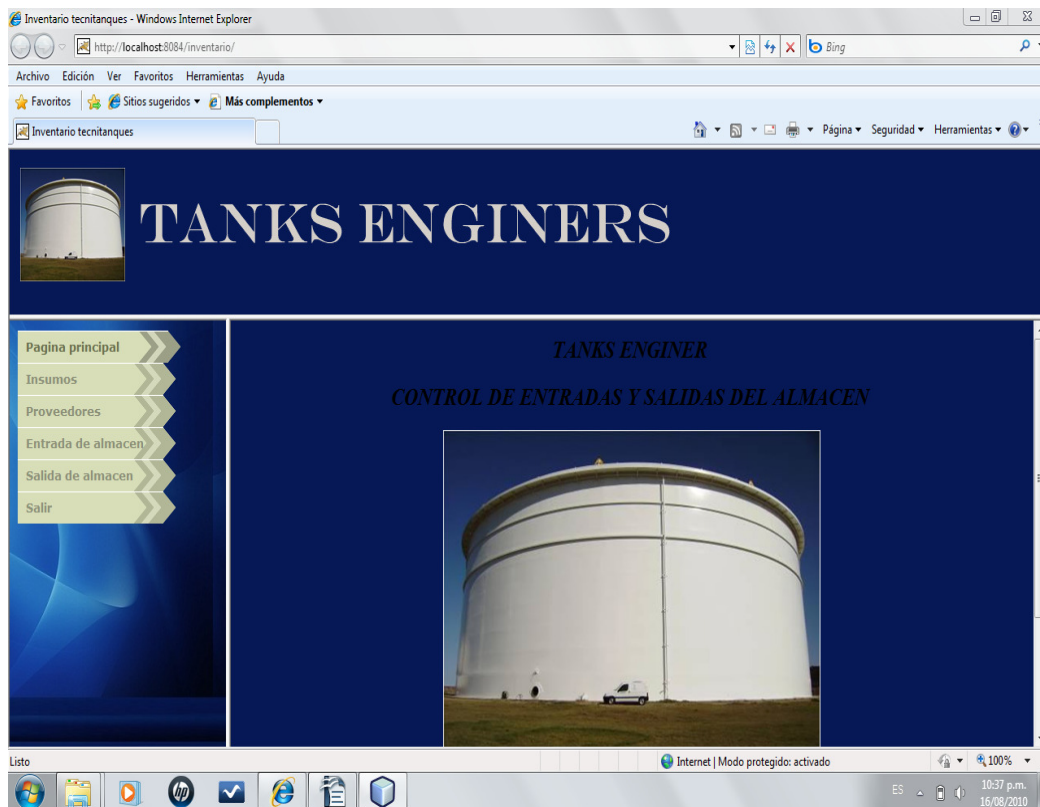 Inventario tecnitanques - Windows Internet Explorer
http://localhost:8084/inventario/
Bing
Archivo Edición Ver Favoritos Herramientas Ayuda
Favoritos Sitios sugeridos Más complementos
Inventario tecnitanques
Página Seguridad Herramientas
TANKS ENGINERS
Pagina principal
Insumos
Proveedores
Entrada de almacen
Salida de almacen
Salir
TANKS ENGINER
CONTROL DE ENTRADAS Y SALIDAS DEL ALMACEN
Listo
Internet | Modo protegido: activado
100%
hp
ES
10:37 p.m.
16/08/2010